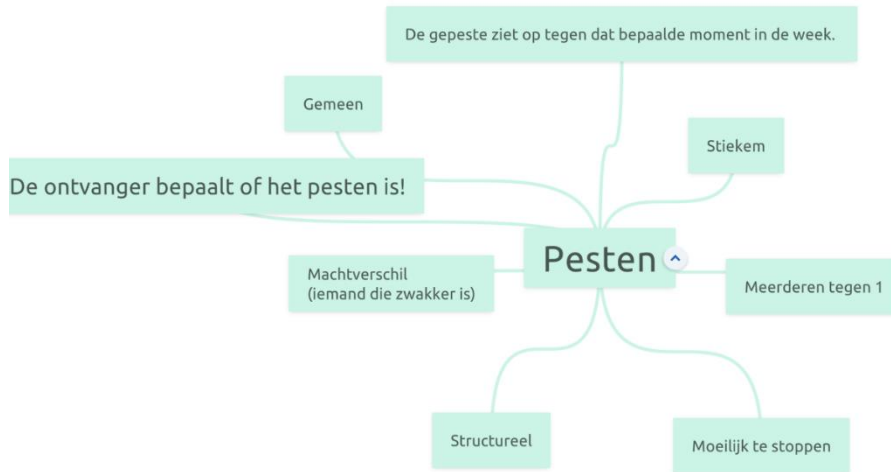 De gepeste ziet op tegen dat bepaalde moment in de week.
Gemeen
Stiekem
De ontvanger bepaalt of het pesten is!
Pesten
Machtverschil
(iemand die zwakker is)
Meerderen tegen 1
Structureel
Moeilijk te stoppen